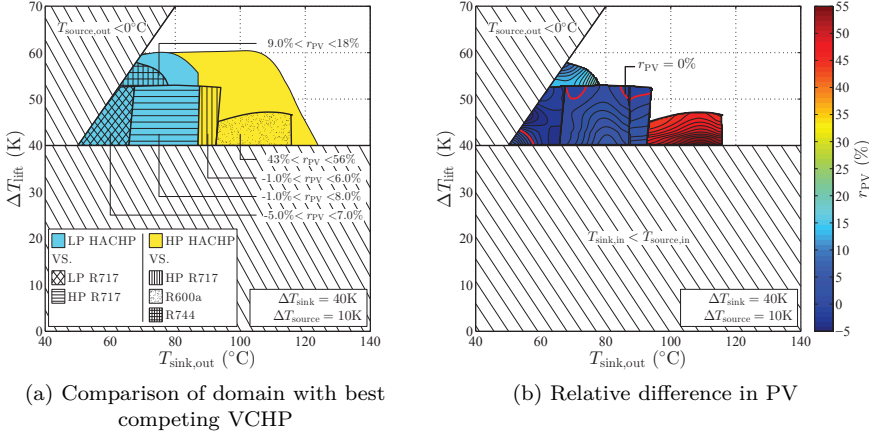 70
60
50
40
30
20
10
0
ΔT_lift (K)
T_source,out <0°C
9.0%< r_PV <18%
43%< r_PV <56%
-1.0%< r_PV <6.0%
-1.0%< r_PV <8.0%
-5.0%< r_PV <7.0%
LP HACHP
VS.
LP R717
HP R717
HP HACHP
VS.
HP R717
R600a
R744
ΔT_sink = 40K
ΔT_source = 10K
40 60 80 100 120 140
T_sink,out (°C)
(a) Comparison of domain with best
competing VCHP
70
60
50
40
30
20
10
0
ΔT_lift (K)
T_source,out <0°C
r_PV = 0%
T_sink,in < T_source,in
ΔT_sink = 40K
ΔT_source = 10K
40 60 80 100 120 140
T_sink,out (°C)
55
50
45
40
35
30
25
20
15
10
5
0
-5
r_PV (%)
(b) Relative difference in PV